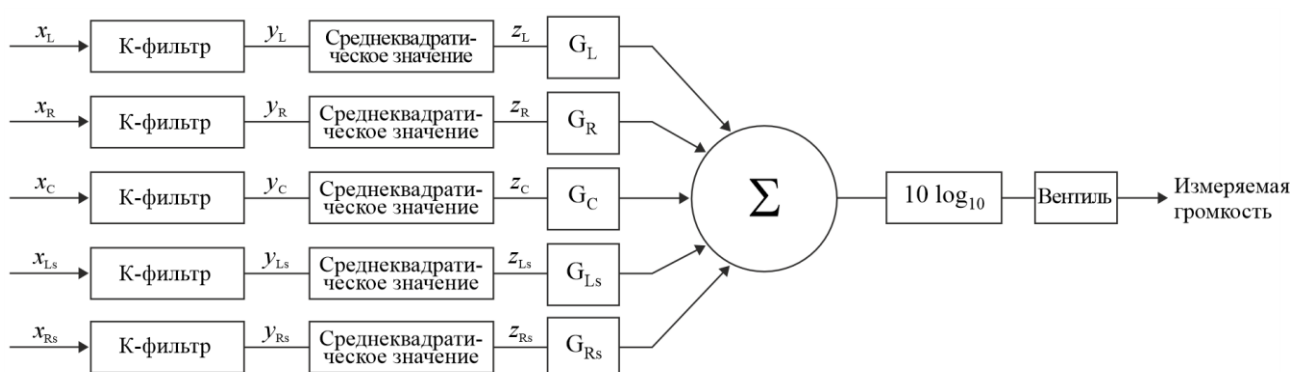 x_L К-фильтр y_L Среднеквадрати-
ческое значение z_L G_L
x_R К-фильтр y_R Среднеквадрати-
ческое значение z_R G_R
x_C К-фильтр y_C Среднеквадрати-
ческое значение z_C G_C
x_Ls К-фильтр y_Ls Среднеквадрати-
ческое значение z_Ls G_Ls
x_Rs К-фильтр y_Rs Среднеквадрати-
ческое значение z_Rs G_Rs
Σ
10 log₁₀
Вентиль
Измеряемая
громкость